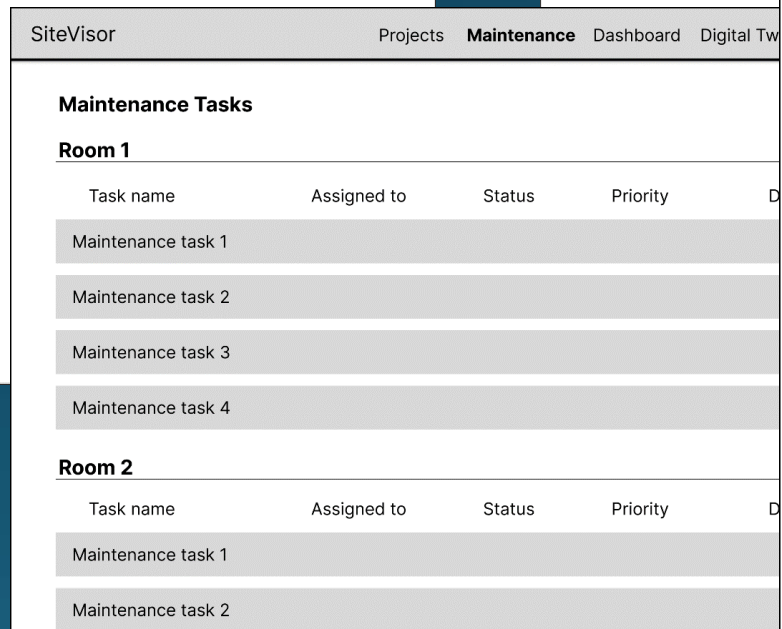 SiteVisor Projects Maintenance Dashboard Digital Tw
Maintenance Tasks
Room 1
Task name Assigned to Status Priority D
Maintenance task 1
Maintenance task 2
Maintenance task 3
Maintenance task 4
Room 2
Task name Assigned to Status Priority D
Maintenance task 1
Maintenance task 2